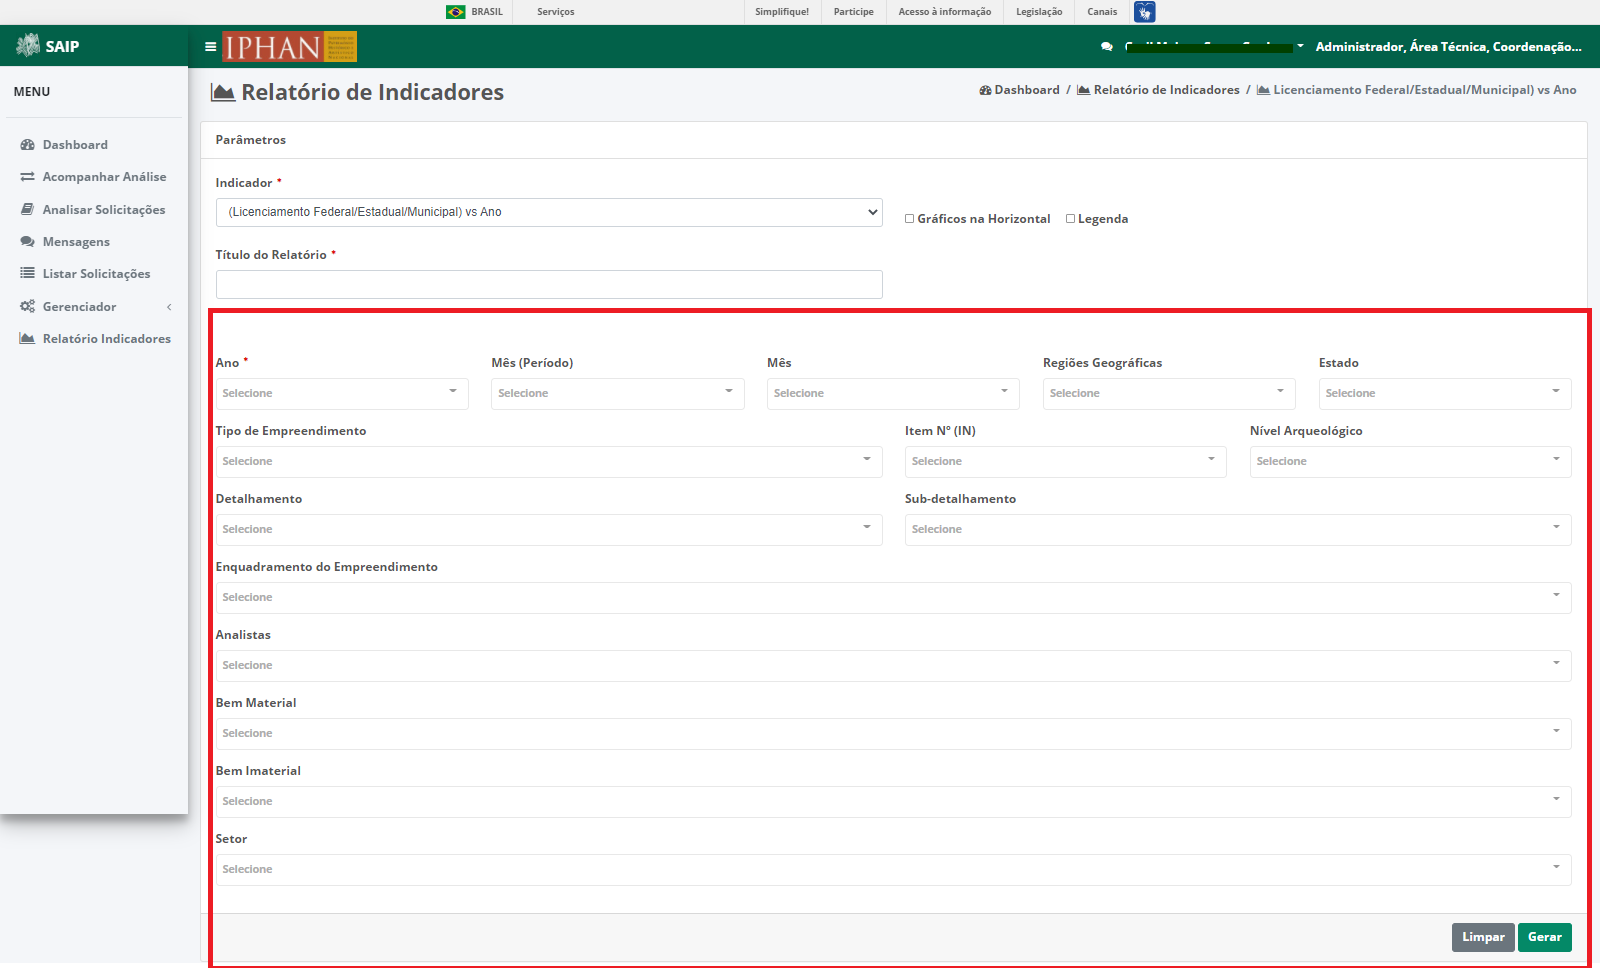 BRASIL Serviços Simplifique! Participe Acesso à informação Legislação Canais
SAIP IPHAN Administrador, Área Técnica, Coordenação...
MENU
Relatório de Indicadores
Dashboard / Relatório de Indicadores / Licenciamento Federal/Estadual/Municipal) vs Ano
Dashboard
Acompanhar Análise
Analisar Solicitações
Mensagens
Listar Solicitações
Gerenciador
Relatório Indicadores
Parâmetros
Indicador *
(Licenciamento Federal/Estadual/Municipal) vs Ano
Gráficos na Horizontal Legenda
Título do Relatório *
Ano * Mês (Período) Mês Regiões Geográficas Estado
Selecione Selecione Selecione Selecione Selecione
Tipo de Empreendimento Item Nº (IN) Nível Arqueológico
Selecione Selecione Selecione
Detalhamento Sub-detalhamento
Selecione Selecione
Enquadramento do Empreendimento
Selecione
Analistas
Selecione
Bem Material
Selecione
Bem Imaterial
Selecione
Setor
Selecione
Limpar Gerar